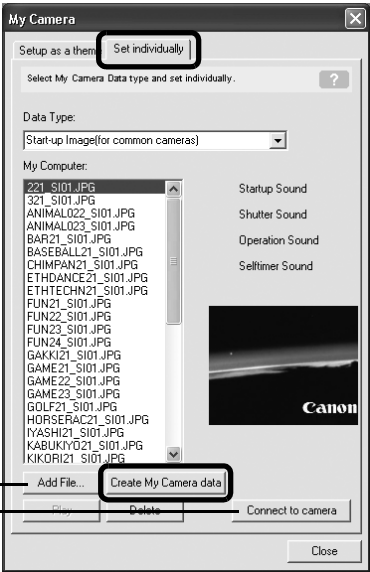 My Camera
Setup as a them
Set individually
Select My Camera Data type and set individually.
?
Data Type:
Start-up Image(for common cameras)
My Computer:
221_SI01.JPG
321_SI01.JPG
ANIMAL022_SI01.JPG
ANIMAL023_SI01.JPG
BAR21_SI01.JPG
BASEBALL21_SI01.JPG
CHIMPAN21_SI01.JPG
ETHDANCE21_SI01.JPG
ETHTECHN21_SI01.JPG
FUN21_SI01.JPG
FUN22_SI01.JPG
FUN23_SI01.JPG
FUN24_SI01.JPG
GAKKI21_SI01.JPG
GAME21_SI01.JPG
GAME22_SI01.JPG
GAME23_SI01.JPG
GOLF21_SI01.JPG
HORSERAC21_SI01.JPG
IYASHI21_SI01.JPG
KABUKIYO21_SI01.JPG
KIKORI21_SI01.JPG
Startup Sound
Shutter Sound
Operation Sound
Selftimer Sound
Canon
Add File...
Create My Camera data
Play
Delete
Connect to camera
Close